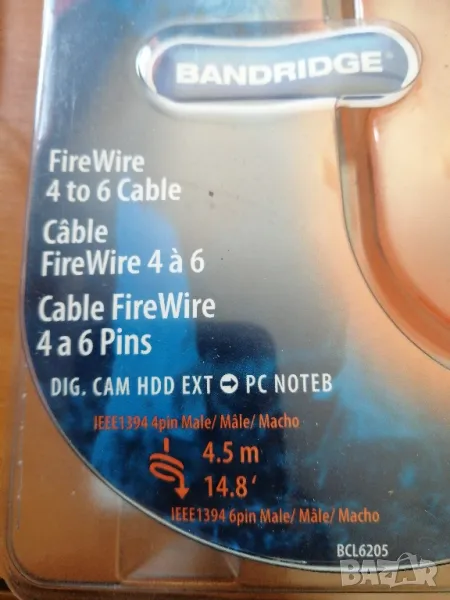 BANDRIDGE®
FireWire
4 to 6 Cable
Câble
FireWire 4 à 6
Cable FireWire
4 a 6 Pins
DIG. CAM HDD EXT ➲ PC NOTEB
IEEE1394 4pin Male/ Mâle/ Macho
4.5 m
14.8‘
IEEE1394 6pin Male/ Mâle/ Macho
BCL6205
BAZAR